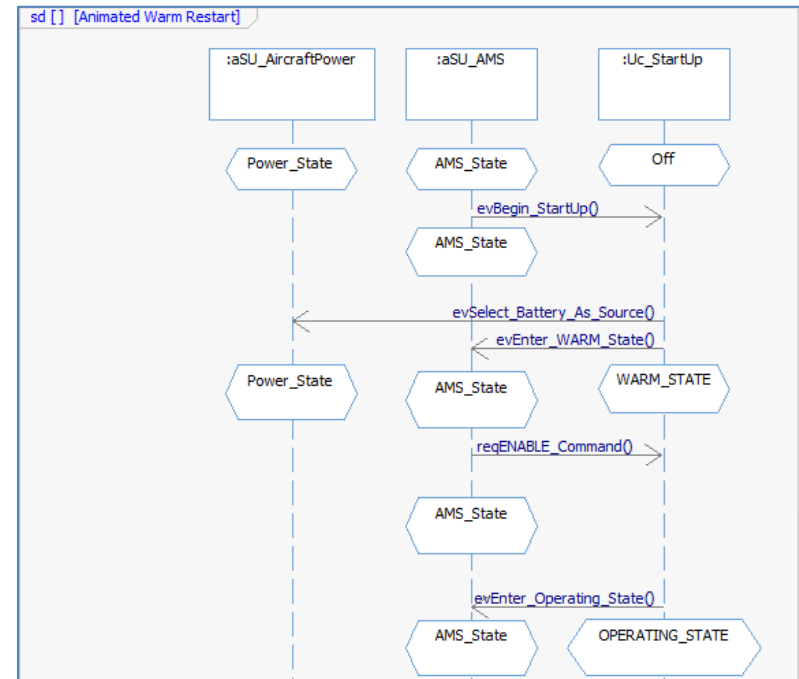 sd [ ] [Animated Warm Restart]
:aSU_AircraftPower
:aSU_AMS
:Uc_StartUp
Power_State
AMS_State
Off
evBegin_StartUp()
AMS_State
evSelect_Battery_As_Source()
evEnter_WARM_State()
Power_State
AMS_State
WARM_STATE
reqENABLE_Command()
AMS_State
evEnter_Operating_State()
AMS_State
OPERATING_STATE